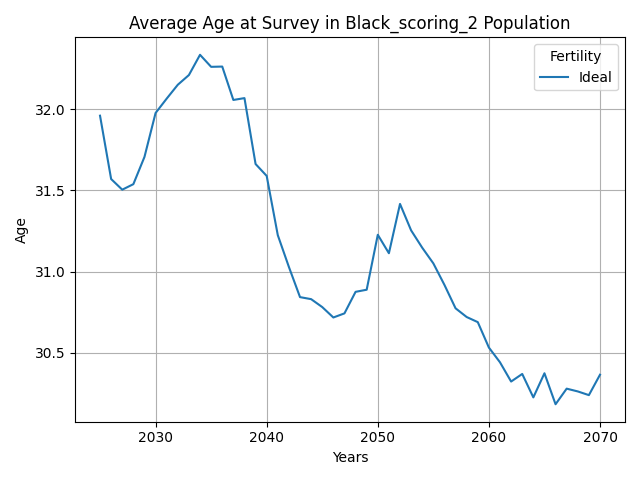 Average Age at Survey in Black_scoring_2 Population
Fertility
Ideal
32.0
31.5
31.0
30.5
Age
2030 2040 2050 2060 2070
Years